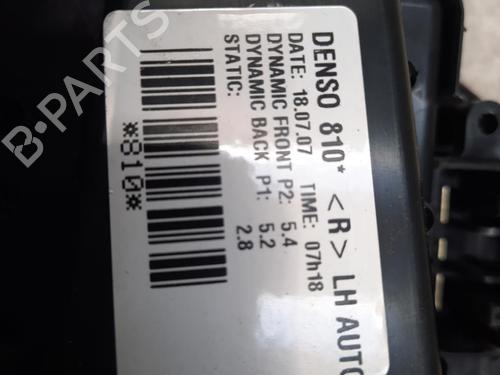 DENSO 810* <R> LH AUTO
DATE: 18.07.07 TIME: 07h18
DYNAMIC FRONT P2: 5.4
DYNAMIC BACK P1: 5.2
STATIC: 2.8
*810*
B-PARTS